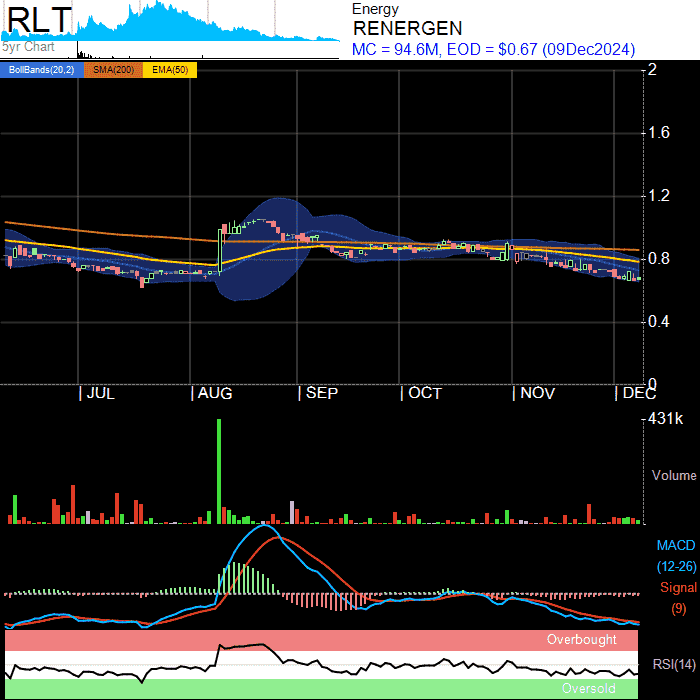 RLT
5yr Chart
Energy
RENERGEN
MC = 94.6M, EOD = $0.67 (09Dec2024)
BollBands(20,2) SMA(200) EMA(50)
2
1.6
1.2
0.8
0.4
0
JUL AUG SEP OCT NOV DEC
431k
Volume
MACD
(12-26)
Signal
(9)
Overbought
RSI(14)
Oversold